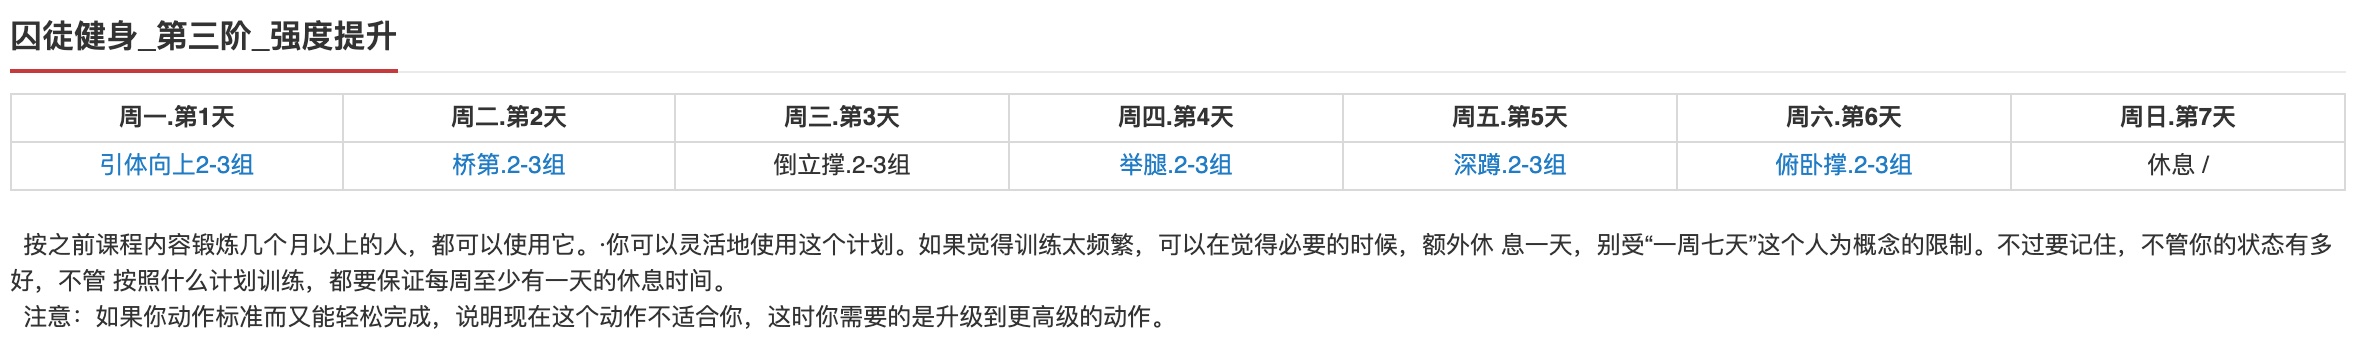 囚徒健身_第三阶_强度提升
周一.第1天 周二.第2天 周三.第3天 周四.第4天 周五.第5天 周六.第6天 周日.第7天
引体向上2-3组 桥第.2-3组 倒立撑.2-3组 举腿.2-3组 深蹲.2-3组 俯卧撑.2-3组 休息 /
按之前课程内容锻炼几个月以上的人，都可以使用它。·你可以灵活地使用这个计划。如果觉得训练太频繁，可以在觉得必要的时候，额外休 息一天，别受“一周七天”这个人为概念的限制。不过要记住，不管你的状态有多
好，不管 按照什么计划训练，都要保证每周至少有一天的休息时间。
注意：如果你动作标准而又能轻松完成，说明现在这个动作不适合你，这时你需要的是升级到更高级的动作。